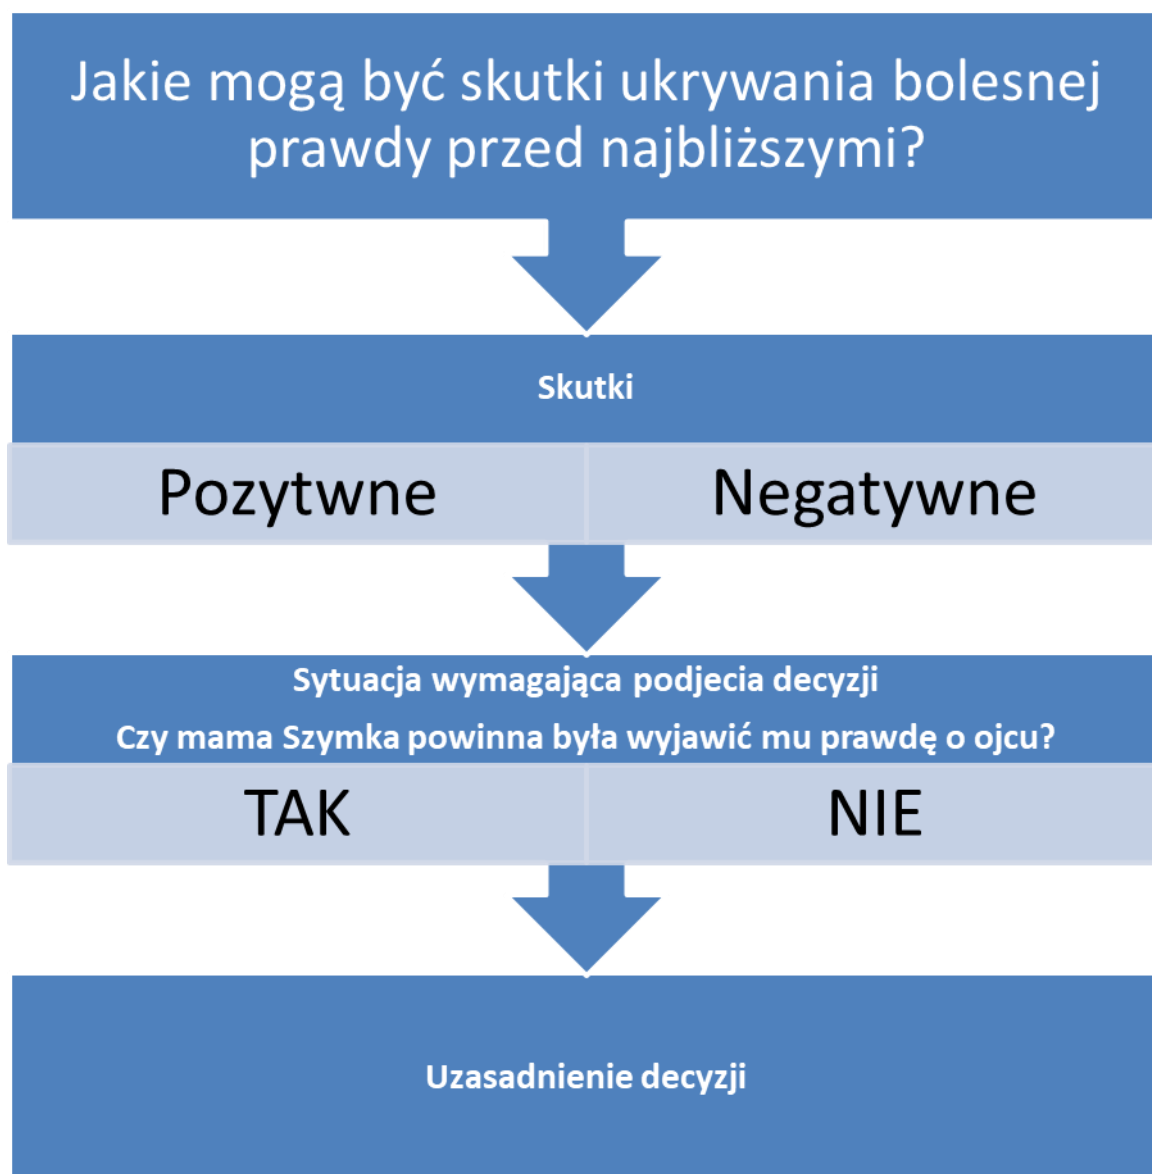 Jakie mogą być skutki ukrywania bolesnej
prawdy przed najbliższymi?
Skutki
Pozytwne
Negatywne
Sytuacja wymagająca podjecia decyzji
Czy mama Szymka powinna była wyjawić mu prawdę o ojcu?
TAK
NIE
Uzasadnienie decyzji